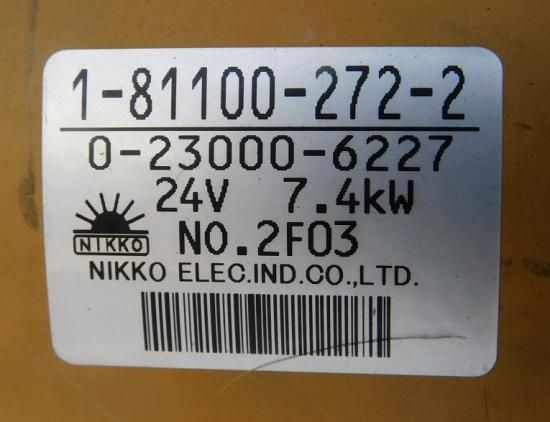 1-81100-272-2
0-23000-6227
24V 7.4kW
NIKKO
NO.2F03
NIKKO ELEC.IND.CO.,LTD.